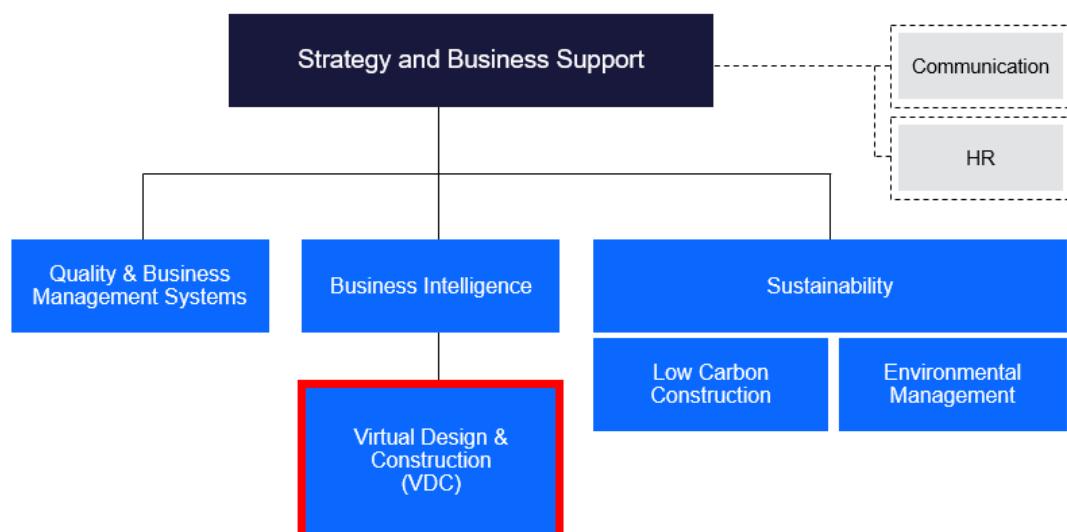 Strategy and Business Support
Communication
HR
Quality & Business
Management Systems
Business Intelligence
Sustainability
Low Carbon
Construction
Environmental
Management
Virtual Design &
Construction
(VDC)